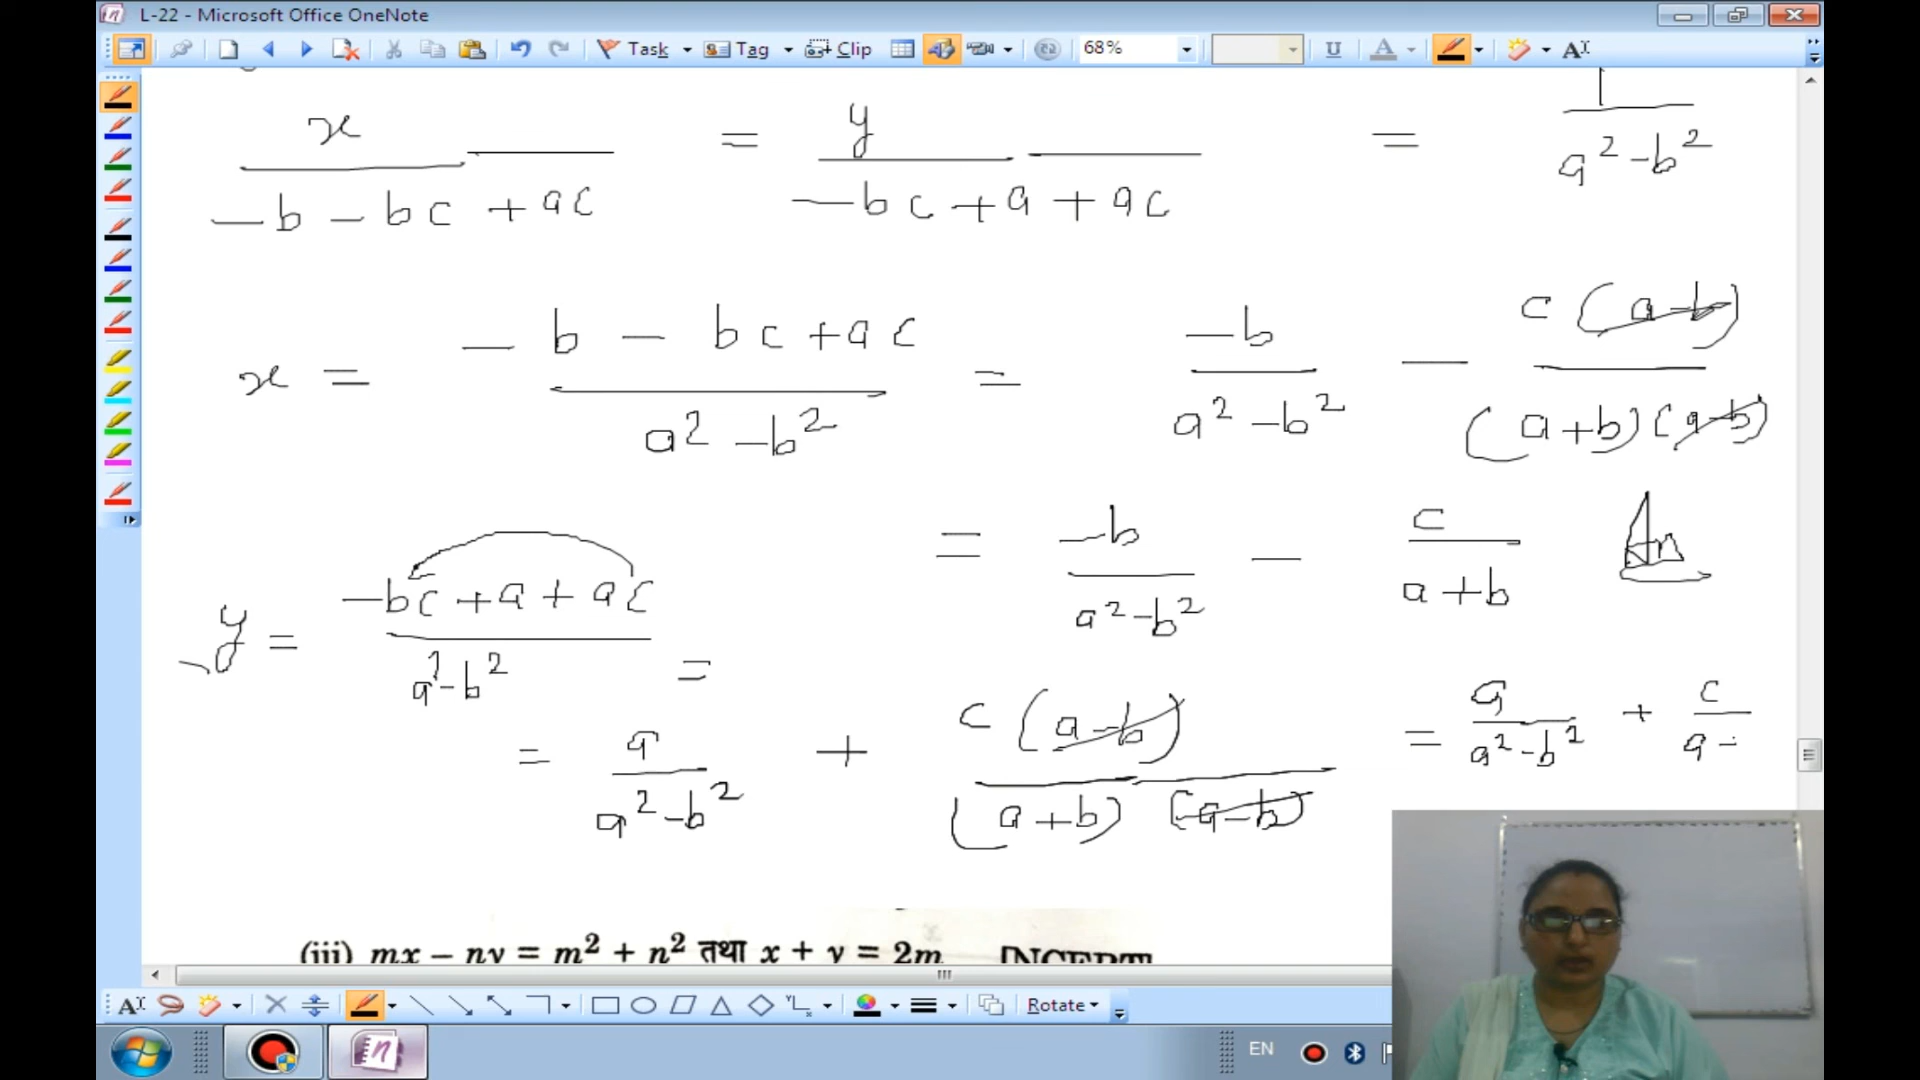 L-22 - Microsoft Office OneNote
Task Tag Clip 68% U A
x/(-b - bc + ac) = y/(-bc + a + ac) = 1/(a² - b²)
x = (-b - bc + ac)/(a² - b²) = -b/(a² - b²) - c(a-b)/((a+b)(a-b))
= -b/(a² - b²) - c/(a+b) Ans
y = (-bc + a + ac)/(a² - b²) =
= a/(a² - b²) + c(a-b)/((a+b)(a-b)) = a/(a² - b²) + c/(a -
(iii) mx – ny = m² + n² तथा x + y = 2m [NCERT]
Rotate
EN